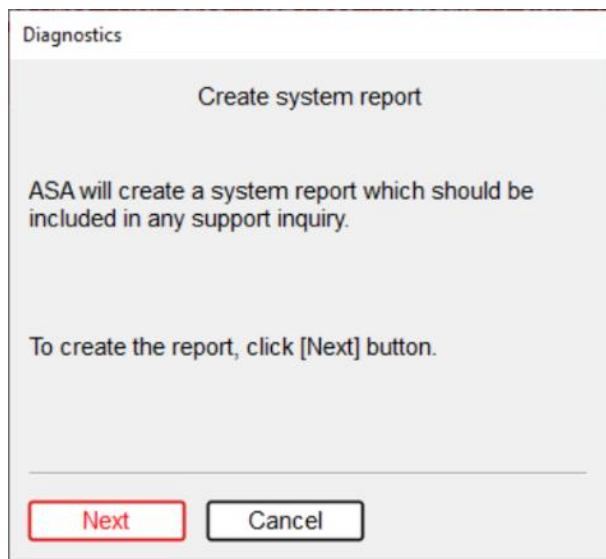 Diagnostics
Create system report
ASA will create a system report which should be
included in any support inquiry.
To create the report, click [Next] button.
Next
Cancel